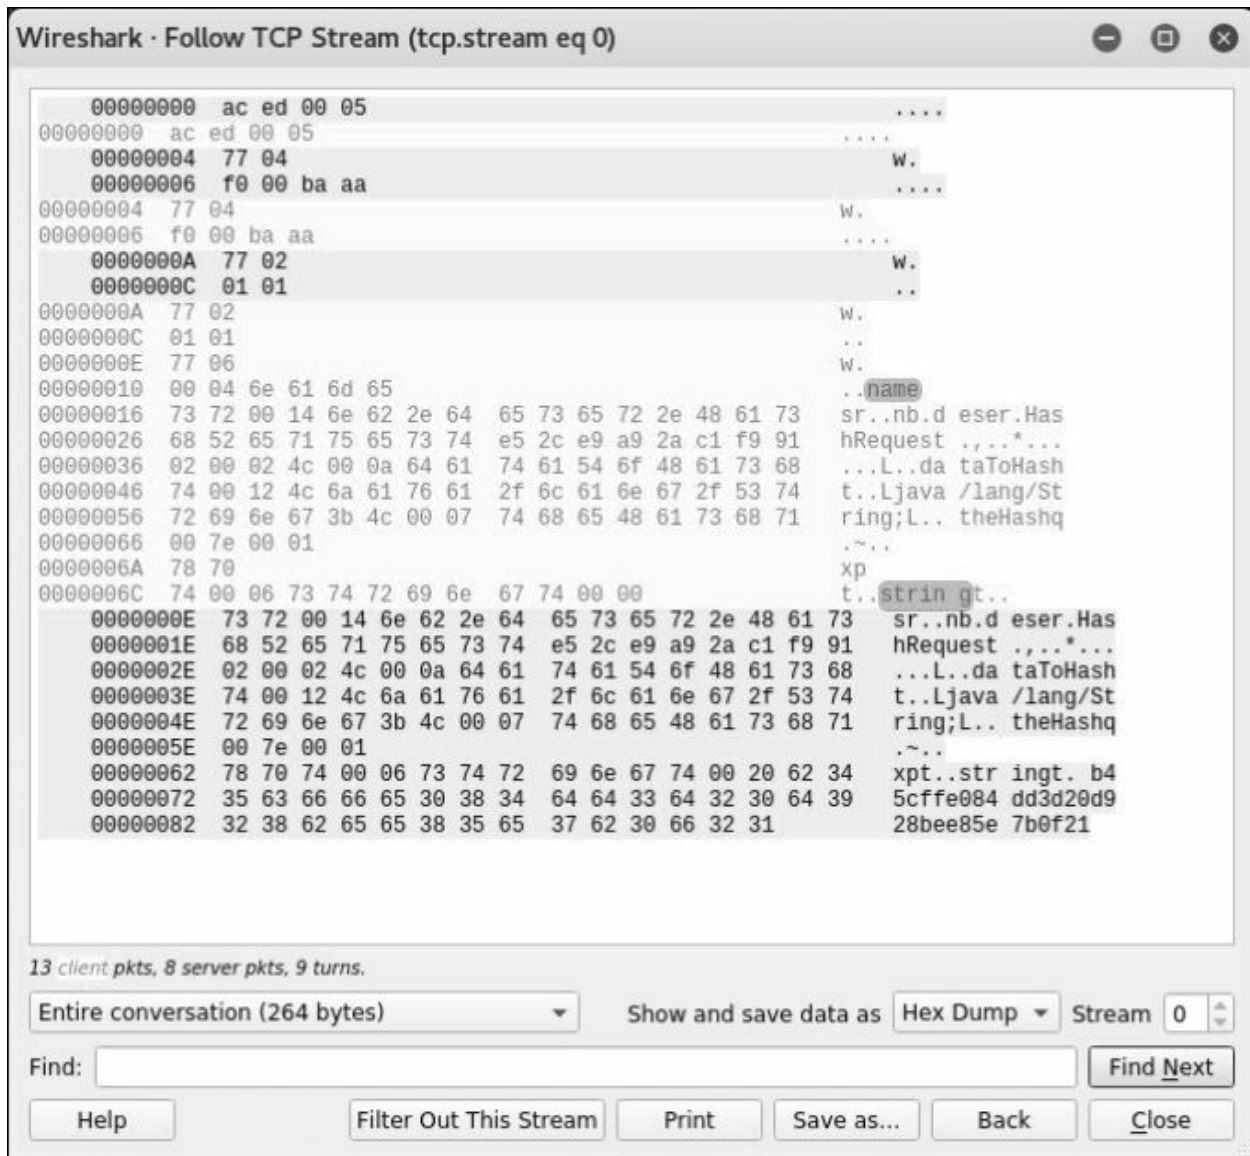 Wireshark · Follow TCP Stream (tcp.stream eq 0)
00000000 ac ed 00 05 ....
00000000 ac ed 00 05 ....
00000004 77 04 w.
00000006 f0 00 ba aa ....
00000004 77 04 w.
00000006 f0 00 ba aa ....
0000000A 77 02 w.
0000000C 01 01 ..
0000000A 77 02 w.
0000000C 01 01 ..
0000000E 77 06 w.
00000010 00 04 6e 61 6d 65 ..name
00000016 73 72 00 14 6e 62 2e 64 65 73 65 72 2e 48 61 73 sr..nb.d eser.Has
00000026 68 52 65 71 75 65 73 74 e5 2c e9 a9 2a c1 f9 91 hRequest .,..*...
00000036 02 00 02 4c 00 0a 64 61 74 61 54 6f 48 61 73 68 ...L..da taToHash
00000046 74 00 12 4c 6a 61 76 61 2f 6c 61 6e 67 2f 53 74 t..Ljava /lang/St
00000056 72 69 6e 67 3b 4c 00 07 74 68 65 48 61 73 68 71 ring;L.. theHashq
00000066 00 7e 00 01 .~..
0000006A 78 70 xp
0000006C 74 00 06 73 74 72 69 6e 67 74 00 00 t..strin gt..
0000000E 73 72 00 14 6e 62 2e 64 65 73 65 72 2e 48 61 73 sr..nb.d eser.Has
0000001E 68 52 65 71 75 65 73 74 e5 2c e9 a9 2a c1 f9 91 hRequest .,..*...
0000002E 02 00 02 4c 00 0a 64 61 74 61 54 6f 48 61 73 68 ...L..da taToHash
0000003E 74 00 12 4c 6a 61 76 61 2f 6c 61 6e 67 2f 53 74 t..Ljava /lang/St
0000004E 72 69 6e 67 3b 4c 00 07 74 68 65 48 61 73 68 71 ring;L.. theHashq
0000005E 00 7e 00 01 .~..
00000062 78 70 74 00 06 73 74 72 69 6e 67 74 00 20 62 34 xpt..str ingt. b4
00000072 35 63 66 66 65 30 38 34 64 64 33 64 32 30 64 39 5cffe084 dd3d20d9
00000082 32 38 62 65 65 38 35 65 37 62 30 66 32 31 28bee85e 7b0f21
13 client pkts, 8 server pkts, 9 turns.
Entire conversation (264 bytes) Show and save data as Hex Dump Stream 0
Find: Find Next
Help Filter Out This Stream Print Save as... Back Close